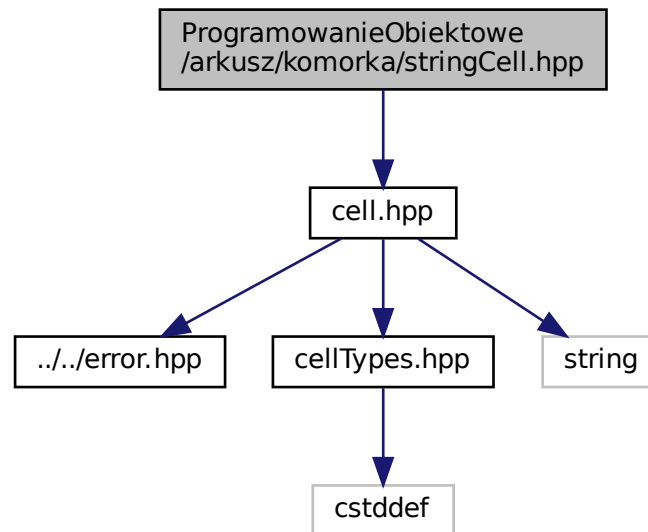 ProgramowanieObiektowe
/arkusz/komorka/stringCell.hpp
cell.hpp
../../error.hpp
cellTypes.hpp
string
cstddef